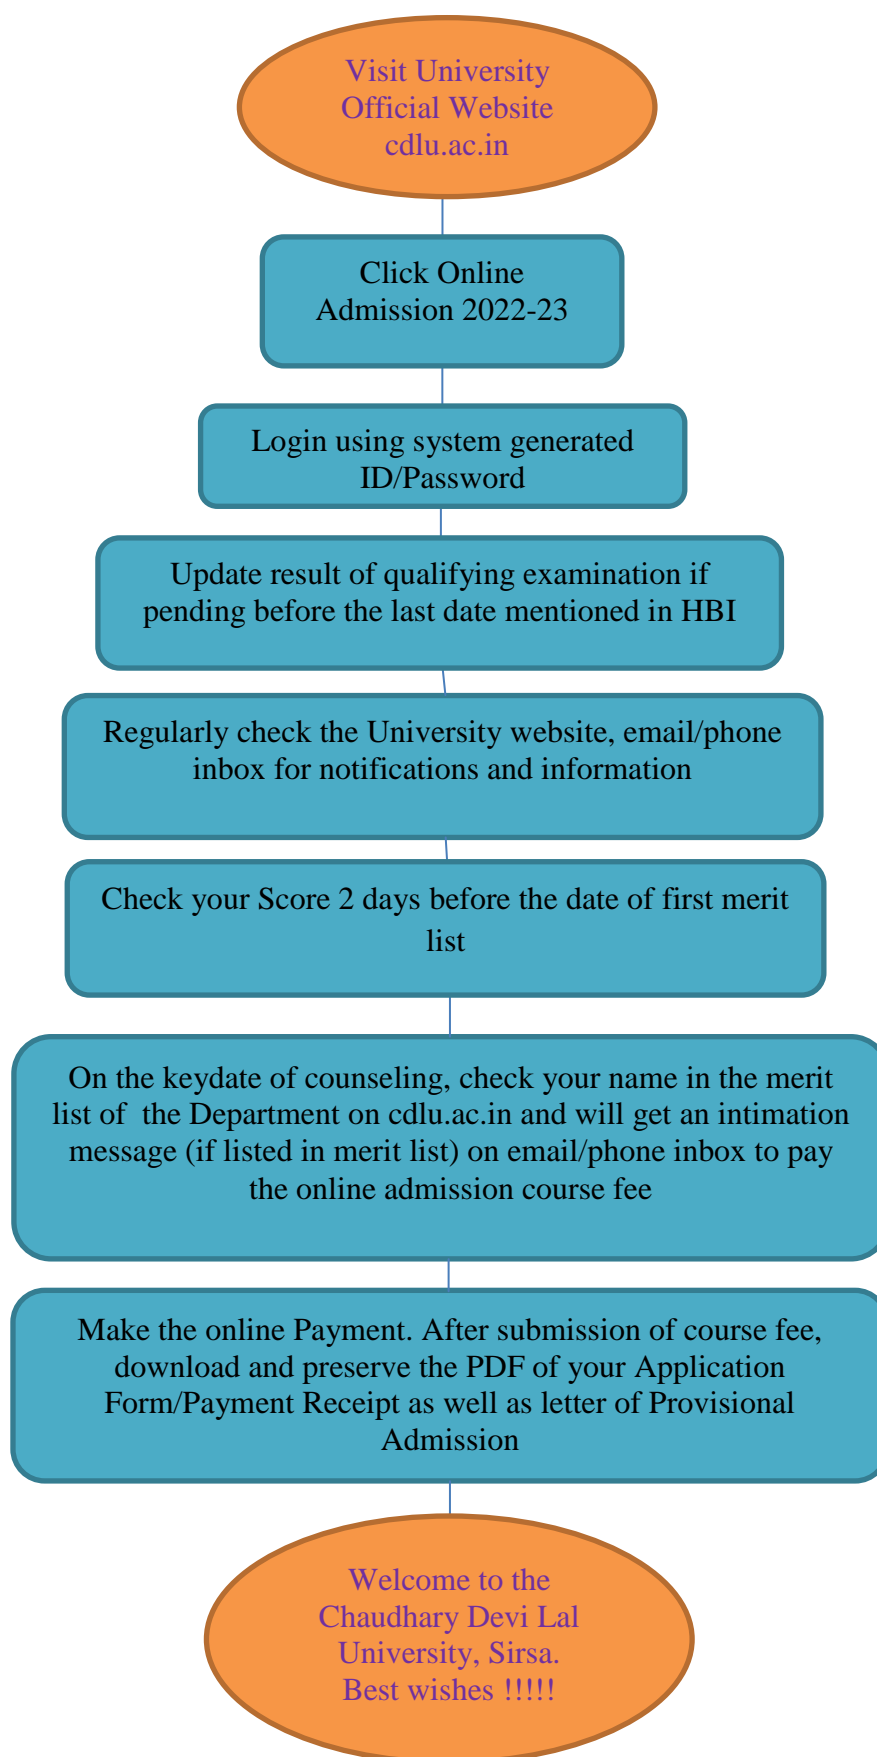 Visit University
Official Website
cdlu.ac.in
Click Online
Admission 2022-23
Login using system generated
ID/Password
Update result of qualifying examination if
pending before the last date mentioned in HBI
Regularly check the University website, email/phone
inbox for notifications and information
Check your Score 2 days before the date of first merit
list
On the keydate of counseling, check your name in the merit
list of  the Department on cdlu.ac.in and will get an intimation
message (if listed in merit list) on email/phone inbox to pay
the online admission course fee
Make the online Payment. After submission of course fee,
download and preserve the PDF of your Application
Form/Payment Receipt as well as letter of Provisional
Admission
Welcome to the
Chaudhary Devi Lal
University, Sirsa.
Best wishes !!!!!